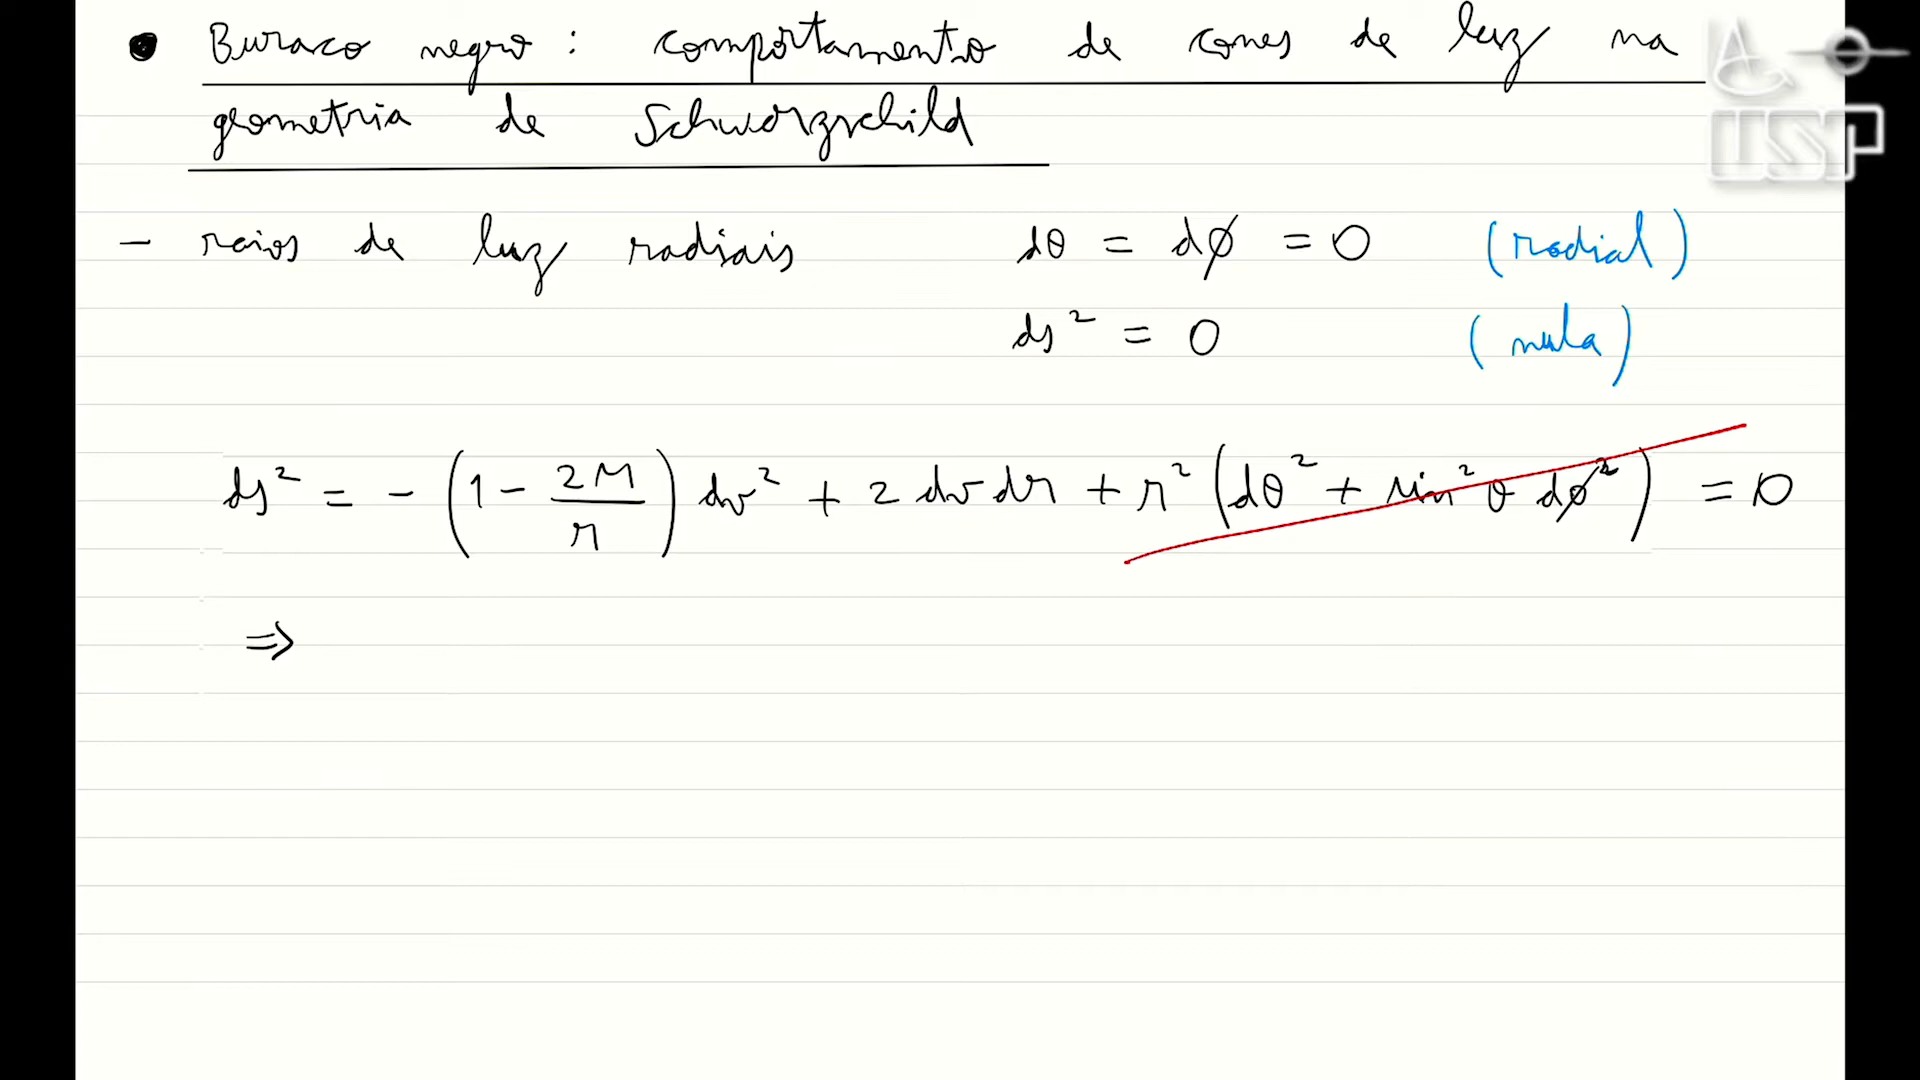 • Buraco negro : comportamento de cones de luz na
geometria de Schwarzschild
- raios de luz radiais dθ = dϕ = 0 (radial)
ds² = 0 (nula)
ds² = - (1 - 2M/r) dv² + 2 dv dr + r² (dθ² + sin² θ dϕ²) = 0
⇒
USP